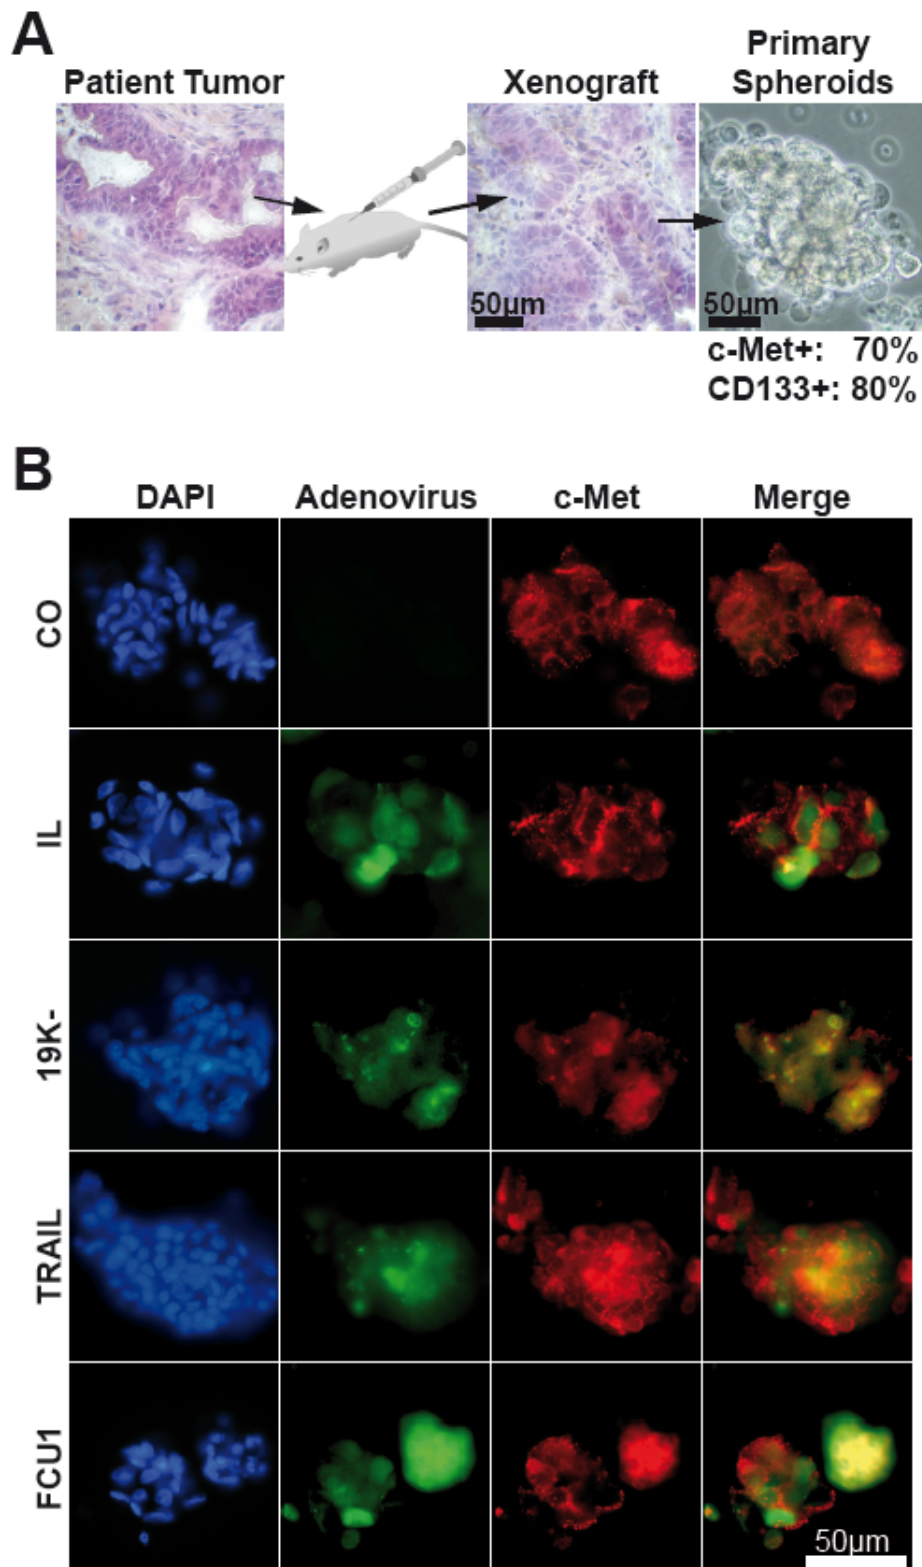 A
Patient Tumor
Xenograft
Primary
Spheroids
50µm
50µm
c-Met+: 70%
CD133+: 80%
B
DAPI
Adenovirus
c-Met
Merge
CO
IL
19K-
TRAIL
FCU1
50µm